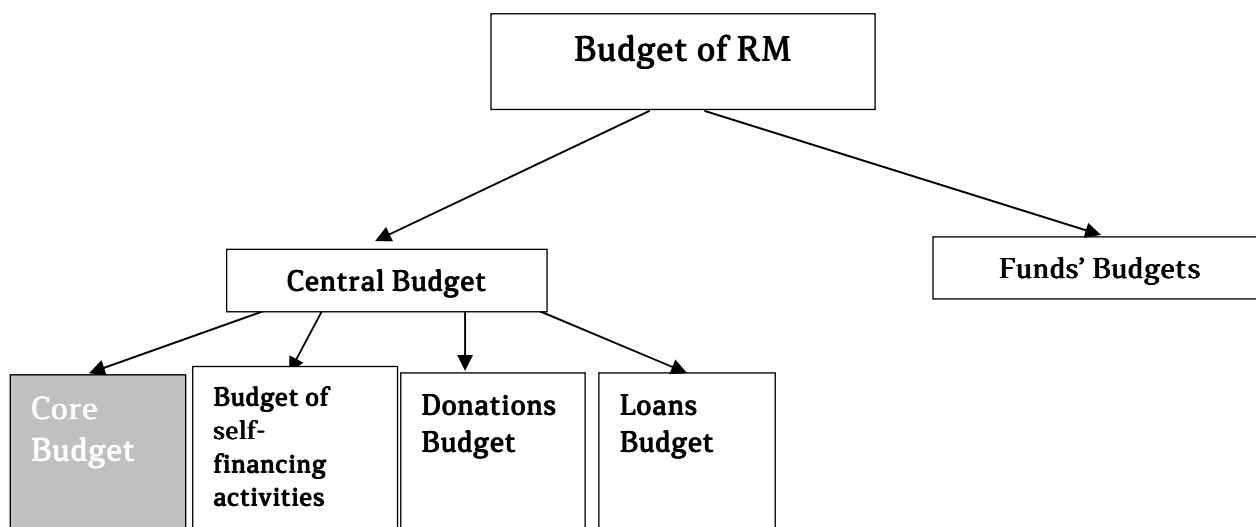 Budget of RM
Central Budget
Funds’ Budgets
Core
Budget
Budget of
self-
financing
activities
Donations
Budget
Loans
Budget